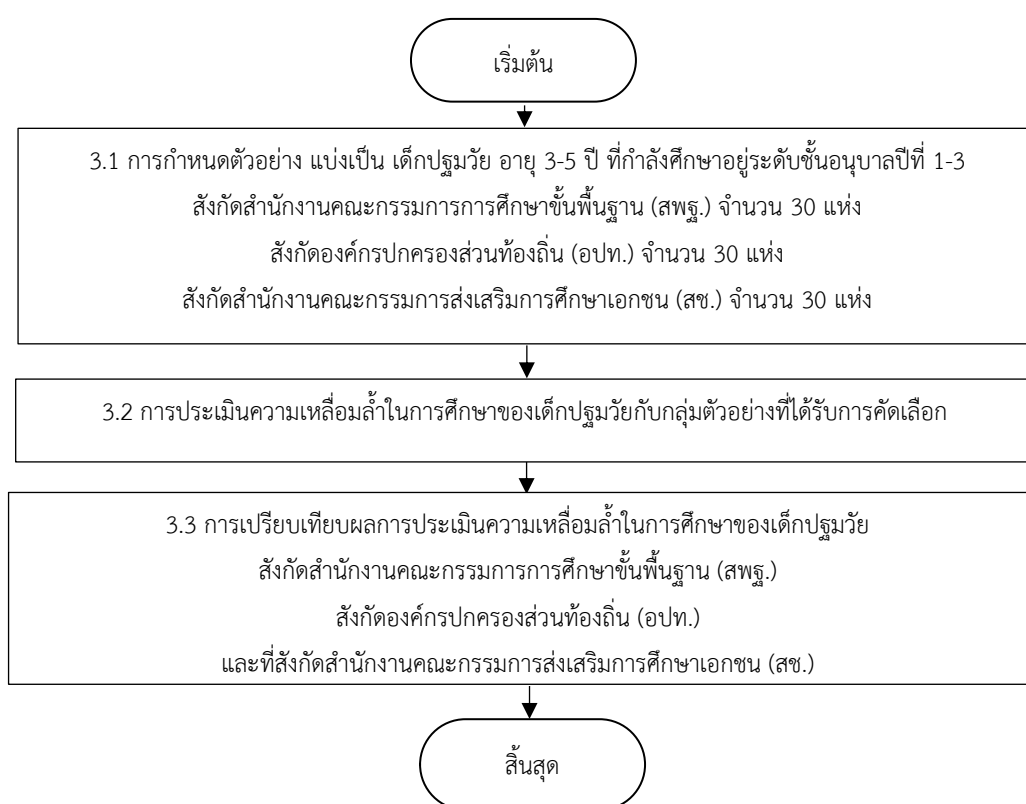 เริ่มต้น
3.1 การกำหนดตัวอย่าง แบ่งเป็น เด็กปฐมวัย อายุ 3-5 ปี ที่กำลังศึกษาอยู่ระดับชั้นอนุบาลปีที่ 1-3
สังกัดสำนักงานคณะกรรมการการศึกษาขั้นพื้นฐาน (สพฐ.) จำนวน 30 แห่ง
สังกัดองค์กรปกครองส่วนท้องถิ่น (อปท.) จำนวน 30 แห่ง
สังกัดสำนักงานคณะกรรมการส่งเสริมการศึกษาเอกชน (สช.) จำนวน 30 แห่ง
3.2 การประเมินความเหลื่อมล้ำในการศึกษาของเด็กปฐมวัยกับกลุ่มตัวอย่างที่ได้รับการคัดเลือก
3.3 การเปรียบเทียบผลการประเมินความเหลื่อมล้ำในการศึกษาของเด็กปฐมวัย
สังกัดสำนักงานคณะกรรมการการศึกษาขั้นพื้นฐาน (สพฐ.)
สังกัดองค์กรปกครองส่วนท้องถิ่น (อปท.)
และที่สังกัดสำนักงานคณะกรรมการส่งเสริมการศึกษาเอกชน (สช.)
สิ้นสุด